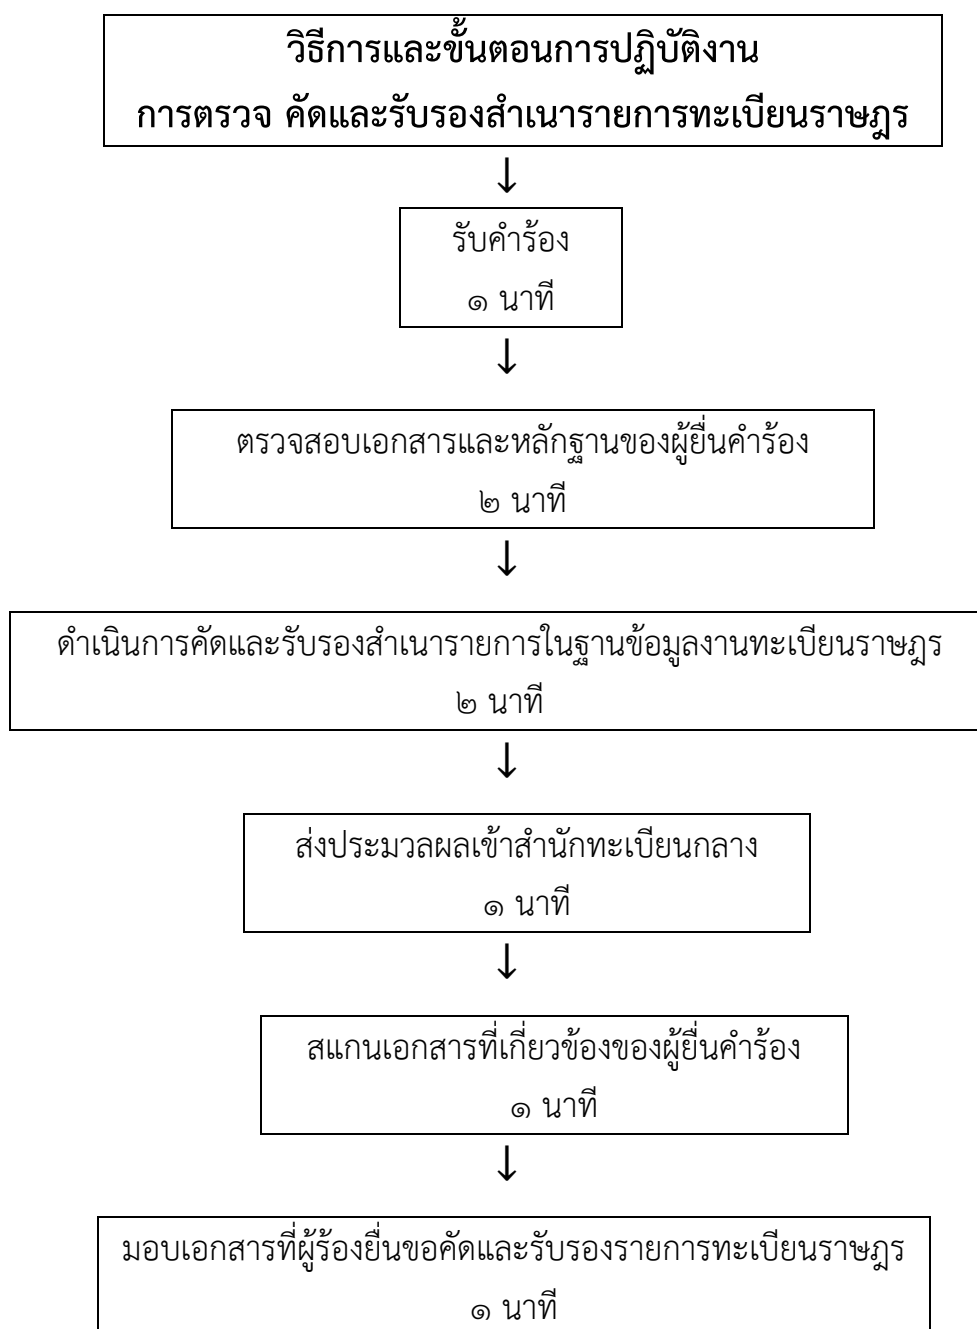 วิธีการและขั้นตอนการปฏิบัติงาน
การตรวจ คัดและรับรองสำเนารายการทะเบียนราษฎร
↓
รับคำร้อง
๑ นาที
↓
ตรวจสอบเอกสารและหลักฐานของผู้ยื่นคำร้อง
๒ นาที
↓
ดำเนินการคัดและรับรองสำเนารายการในฐานข้อมูลงานทะเบียนราษฎร
๒ นาที
↓
ส่งประมวลผลเข้าสำนักทะเบียนกลาง
๑ นาที
↓
สแกนเอกสารที่เกี่ยวข้องของผู้ยื่นคำร้อง
๑ นาที
↓
มอบเอกสารที่ผู้ร้องยื่นขอคัดและรับรองรายการทะเบียนราษฎร
๑ นาที